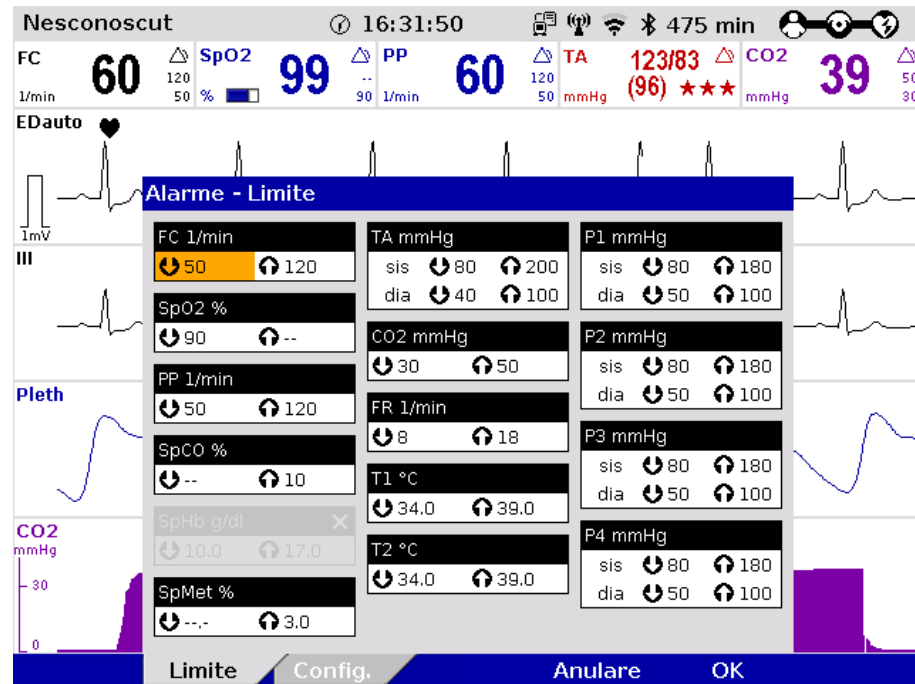 Nesconoscut 16:31:50 475 min
FC 60 120 50 1/min
SpO2 99 -- 90 %
PP 60 120 50 1/min
TA 123/83 (96) ★★★ mmHg
CO2 39 50 30 mmHg
EDauto
1mV
III
Pleth
CO2
mmHg
30
0
Alarme - Limite
FC 1/min
50 120
SpO2 %
90 --
PP 1/min
50 120
SpCO %
-- 10
SpHb g/dl
10.0 17.0
SpMet %
--.- 3.0
TA mmHg
sis 80 200
dia 40 100
CO2 mmHg
30 50
FR 1/min
8 18
T1 °C
34.0 39.0
T2 °C
34.0 39.0
P1 mmHg
sis 80 180
dia 50 100
P2 mmHg
sis 80 180
dia 50 100
P3 mmHg
sis 80 180
dia 50 100
P4 mmHg
sis 80 180
dia 50 100
Limite Config. Anulare OK